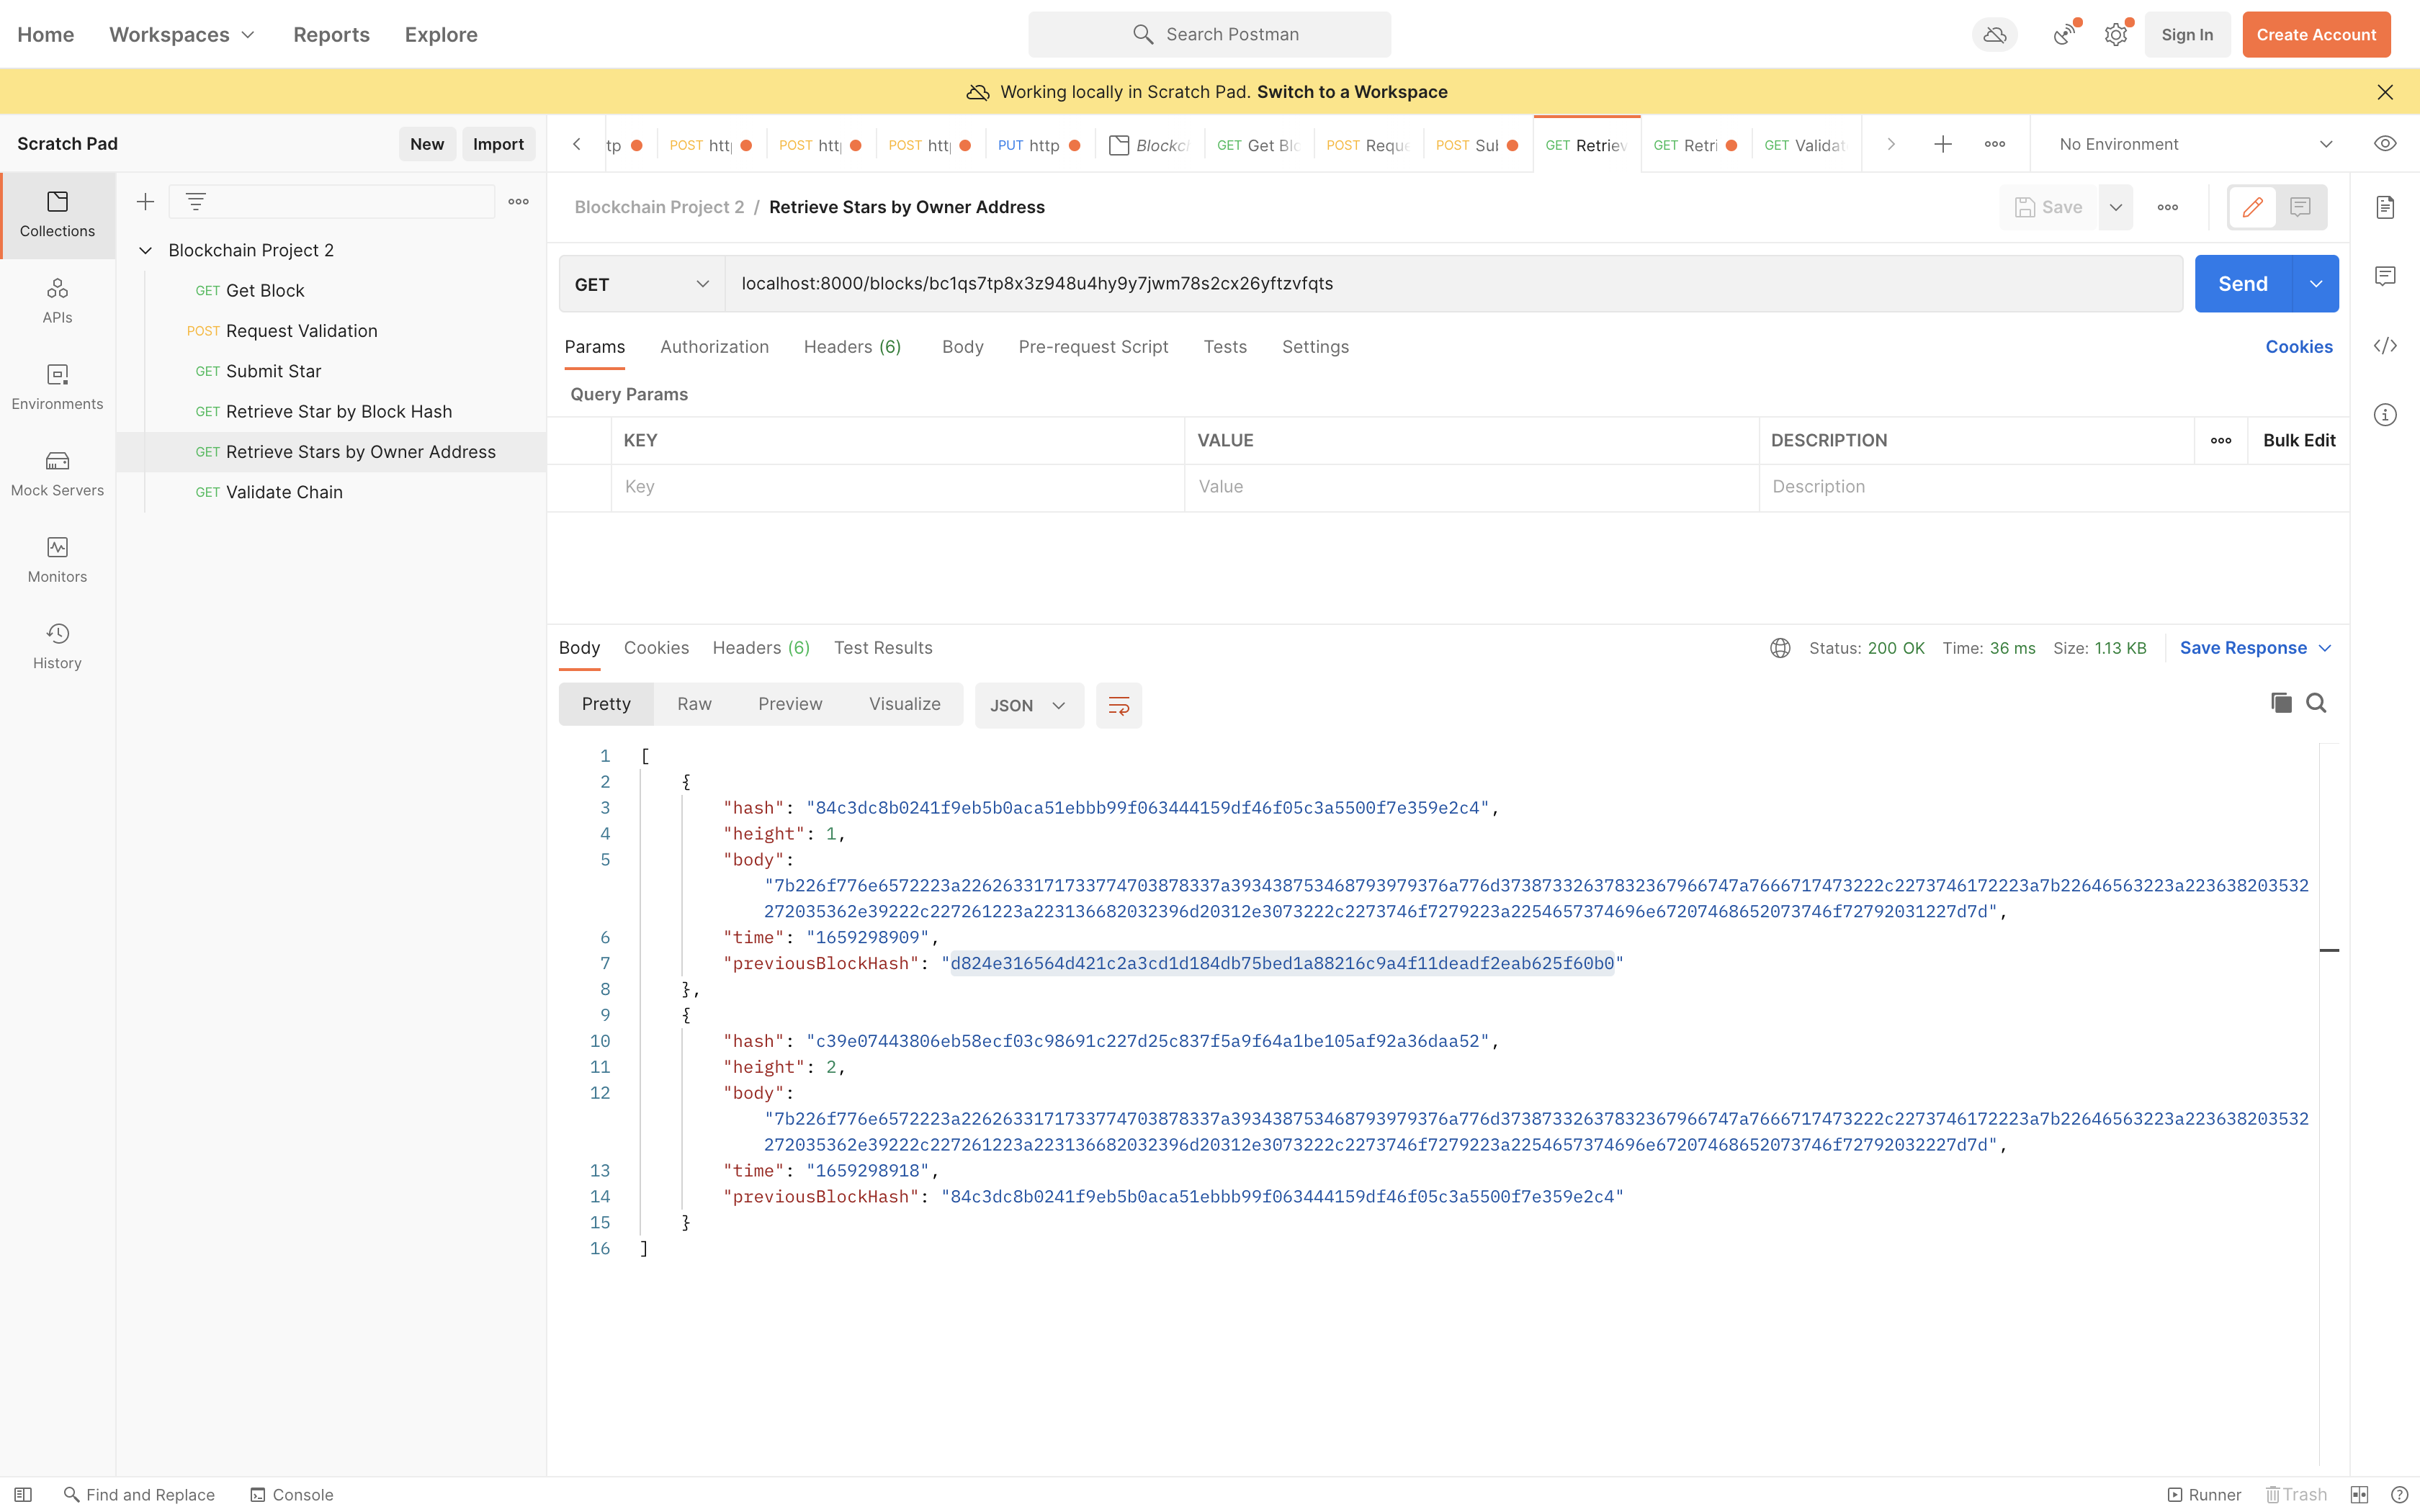 Home Workspaces Reports Explore Search Postman Sign In Create Account
Working locally in Scratch Pad. Switch to a Workspace
Scratch Pad New Import
tp POST htt POST htt POST htt PUT http Blockc GET Get Blo POST Reque POST Sul GET Retriev GET Retri GET Validat No Environment
Collections
APIs
Environments
Mock Servers
Monitors
History
Blockchain Project 2
GET Get Block
POST Request Validation
GET Submit Star
GET Retrieve Star by Block Hash
GET Retrieve Stars by Owner Address
GET Validate Chain
Blockchain Project 2 / Retrieve Stars by Owner Address Save
GET localhost:8000/blocks/bc1qs7tp8x3z948u4hy9y7jwm78s2cx26yftzvfqts Send
Params Authorization Headers (6) Body Pre-request Script Tests Settings Cookies
Query Params
KEY VALUE DESCRIPTION Bulk Edit
Key Value Description
Body Cookies Headers (6) Test Results Status: 200 OK Time: 36 ms Size: 1.13 KB Save Response
Pretty Raw Preview Visualize JSON
1 [
2 {
3 "hash": "84c3dc8b0241f9eb5b0aca51ebbb99f063444159df46f05c3a5500f7e359e2c4",
4 "height": 1,
5 "body":
"7b226f776e6572223a22626331717337747038 78337a39343875346879397 9376a776d3738733263783236 7966747a7666717473222c2273746172223a7b22646563223a223638203532
272035362e39222c227261223a223136682032396d20312e3073222c2273746f7279223a2254657374696e67207468652073746f72792031227d7d",
6 "time": "1659298909",
7 "previousBlockHash": "d824e316564d421c2a3cd1d184db75bed1a88216c9a4f11deadf2eab625f60b0"
8 },
9 {
10 "hash": "c39e07443806eb58ecf03c98691c227d25c837f5a9f64a1be105af92a36daa52",
11 "height": 2,
12 "body":
"7b226f776e6572223a2262633171733774703878337a393438753468793979376a776d37387332637832367966747a7666717473222c2273746172223a7b22646563223a223638203532
272035362e39222c227261223a223136682032396d20312e3073222c2273746f7279223a2254657374696e67207468652073746f72792032227d7d",
13 "time": "1659298918",
14 "previousBlockHash": "84c3dc8b0241f9eb5b0aca51ebbb99f063444159df46f05c3a5500f7e359e2c4"
15 }
16 ]
Find and Replace Console Runner Trash